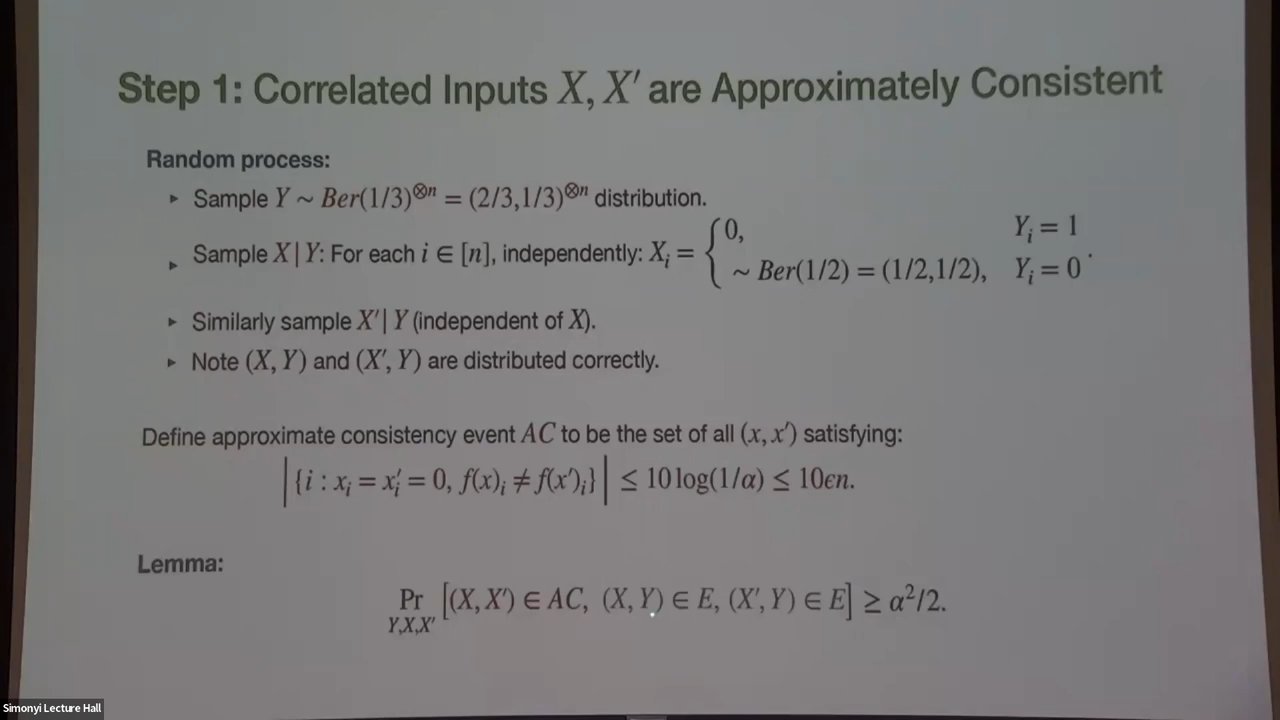 Step 1: Correlated Inputs X, X′ are Approximately Consistent
Random process:
▸ Sample Y ∼ Ber(1/3)^{⊗n} = (2/3,1/3)^{⊗n} distribution.
▸ Sample X | Y: For each i ∈ [n], independently: X_i = { 0, Y_i = 1
∼ Ber(1/2) = (1/2,1/2), Y_i = 0 .
▸ Similarly sample X′ | Y (independent of X).
▸ Note (X, Y) and (X′, Y) are distributed correctly.
Define approximate consistency event AC to be the set of all (x, x′) satisfying:
|{i : x_i = x′_i = 0, f(x)_i ≠ f(x′)_i}| ≤ 10 log(1/α) ≤ 10ϵn.
Lemma:
Pr_{Y,X,X′} [(X, X′) ∈ AC, (X, Y) ∈ E, (X′, Y) ∈ E] ≥ α²/2.
Simonyi Lecture Hall